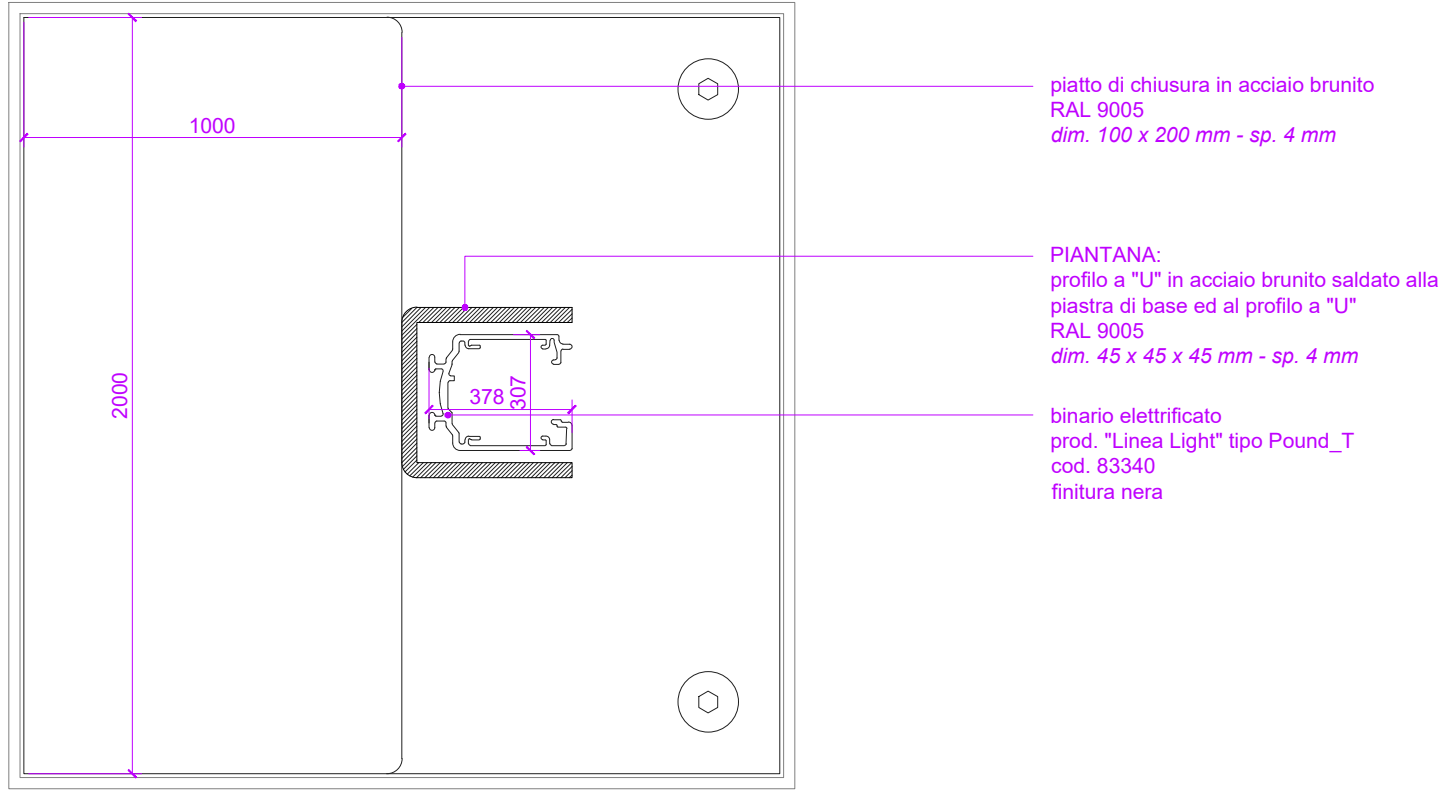 1000
2000
378
307
piatto di chiusura in acciaio brunito
RAL 9005
dim. 100 x 200 mm - sp. 4 mm
PIANTANA:
profilo a "U" in acciaio brunito saldato alla
piastra di base ed al profilo a "U"
RAL 9005
dim. 45 x 45 x 45 mm - sp. 4 mm
binario elettrificato
prod. "Linea Light" tipo Pound_T
cod. 83340
finitura nera